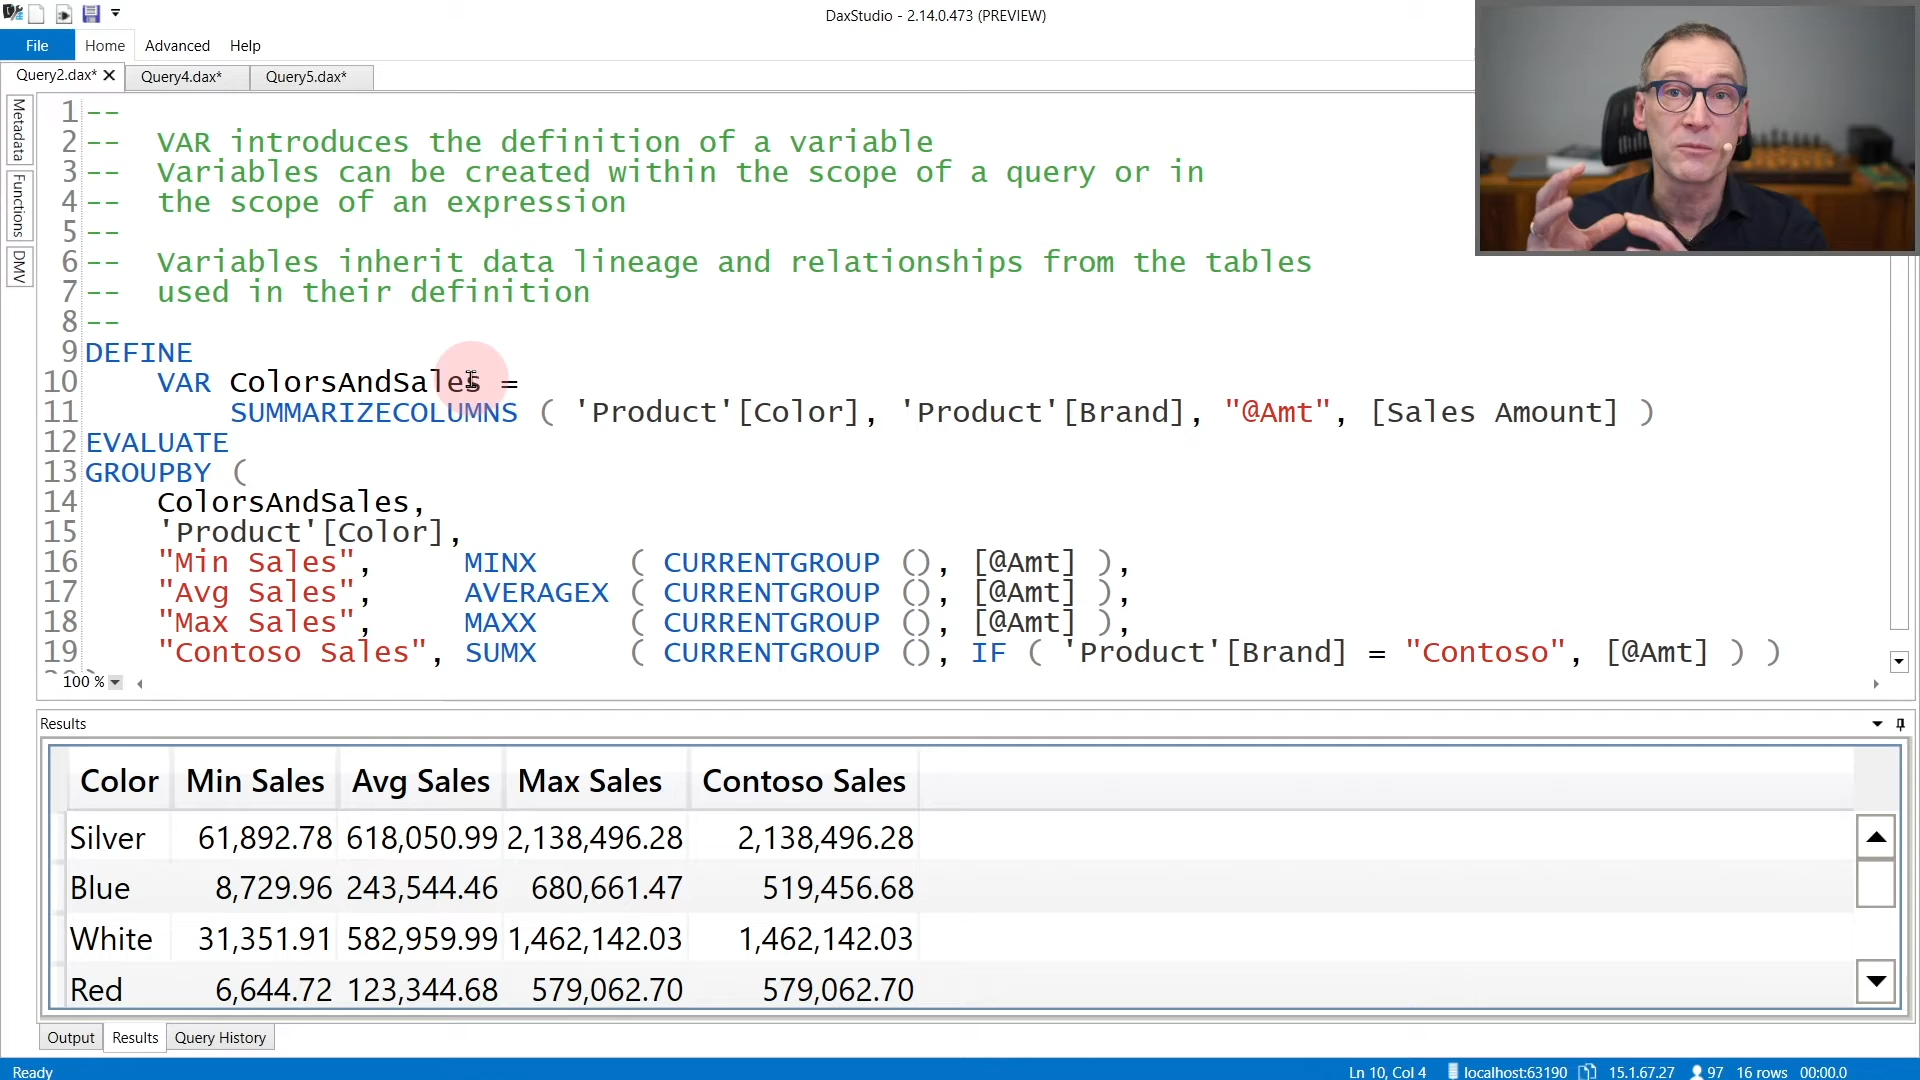 DaxStudio - 2.14.0.473 (PREVIEW)
File Home Advanced Help
Query2.dax* Query4.dax* Query5.dax*
Metadata
Functions
DMV
1 --
2 -- VAR introduces the definition of a variable
3 -- Variables can be created within the scope of a query or in
4 -- the scope of an expression
5 --
6 -- Variables inherit data lineage and relationships from the tables
7 -- used in their definition
8 --
9 DEFINE
10 VAR ColorsAndSales =
11 SUMMARIZECOLUMNS ( 'Product'[Color], 'Product'[Brand], "@Amt", [Sales Amount] )
12 EVALUATE
13 GROUPBY (
14 ColorsAndSales,
15 'Product'[Color],
16 "Min Sales", MINX ( CURRENTGROUP (), [@Amt] ),
17 "Avg Sales", AVERAGEX ( CURRENTGROUP (), [@Amt] ),
18 "Max Sales", MAXX ( CURRENTGROUP (), [@Amt] ),
19 "Contoso Sales", SUMX ( CURRENTGROUP (), IF ( 'Product'[Brand] = "Contoso", [@Amt] ) )
100 %
Results
Color Min Sales Avg Sales Max Sales Contoso Sales
Silver 61,892.78 618,050.99 2,138,496.28 2,138,496.28
Blue 8,729.96 243,544.46 680,661.47 519,456.68
White 31,351.91 582,959.99 1,462,142.03 1,462,142.03
Red 6,644.72 123,344.68 579,062.70 579,062.70
Output Results Query History
Ready Ln 10, Col 4 localhost:63190 15.1.67.27 97 16 rows 00:00.0